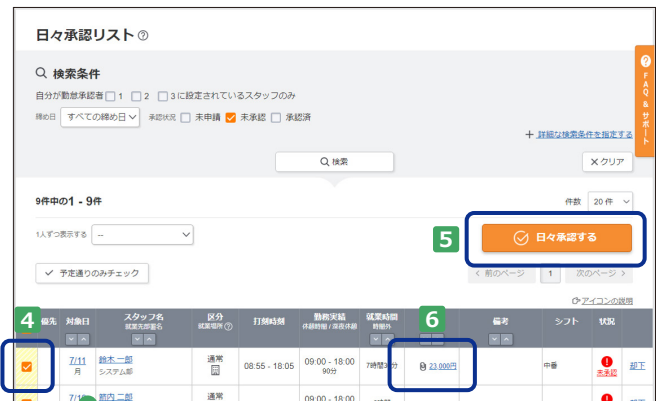 日々承認リスト ?
検索条件
自分が勤怠承認者 1 2 3 に設定されているスタッフのみ
締め日 すべての締め日 承認状況 未申請 未承認 承認済
+ 詳細な検索条件を指定する
検索
× クリア
? FAQ & サポート
9件中の1 - 9件
件数 20 件
1人ずつ表示する --
5
日々承認する
予定通りのみチェック
< 前のページ 1 次のページ >
アイコンの説明
4
6
優先 対象日 スタッフ名 区分 打刻時刻 勤務実績 就業時間 備考 シフト 状況
就業先部署名 就業場所 ? 休憩時間 / 深夜休憩 時間外
7/11 鈴木 一郎 通常 08:55 - 18:05 09:00 - 18:00 23,000円 中番 ! 却下
月 システム部 90分 未承認
通常 09:00 - 18:00 !